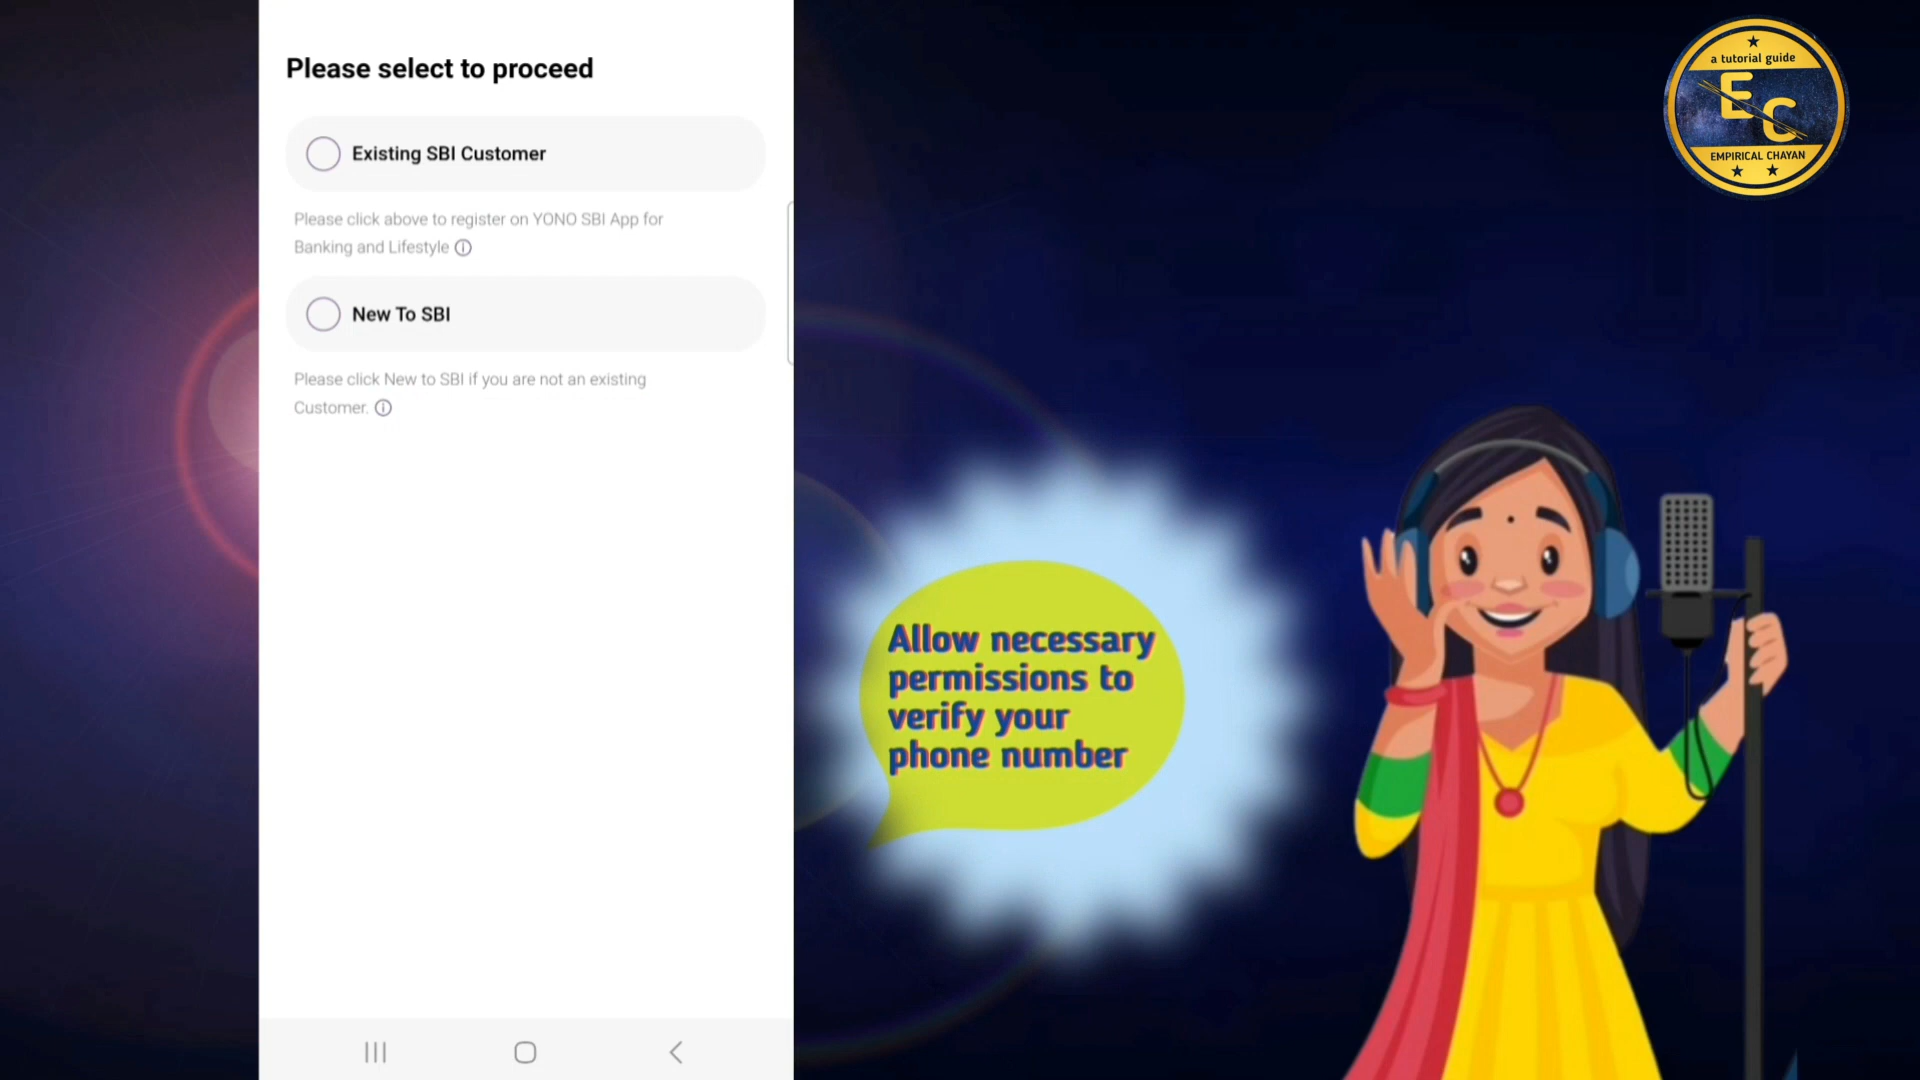 Please select to proceed
Existing SBI Customer
Please click above to register on YONO SBI App for
Banking and Lifestyle
New To SBI
Please click New to SBI if you are not an existing
Customer.
a tutorial guide
EC
EMPIRICAL CHAYAN
Allow necessary
permissions to
verify your
phone number